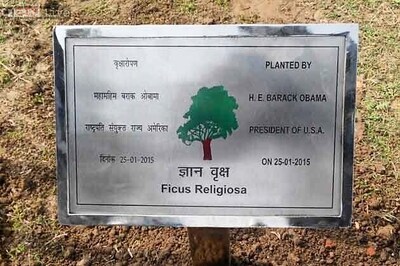 वृक्षारोपण
महामहिम बराक ओबामा
राष्ट्रपति संयुक्त राज्य अमेरिका
दिनांक 25-01-2015
PLANTED BY
H. E. BARACK OBAMA
PRESIDENT OF U.S.A.
ON 25-01-2015
ज्ञान वृक्ष
Ficus Religiosa